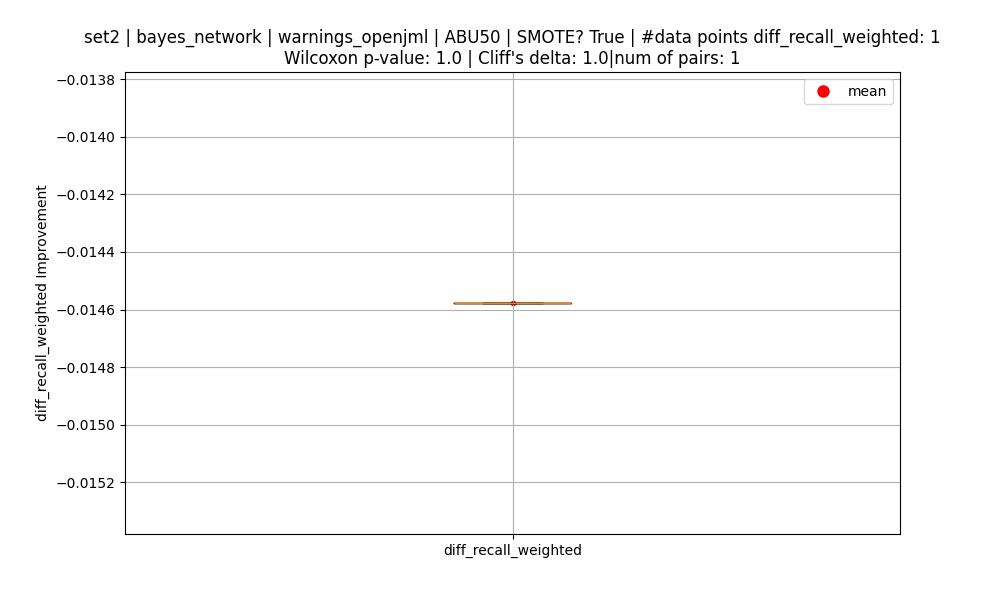 set2 | bayes_network | warnings_openjml | ABU50 | SMOTE? True | #data points diff_recall_weighted: 1
Wilcoxon p-value: 1.0 | Cliff's delta: 1.0|num of pairs: 1
mean
−0.0138
−0.0140
−0.0142
−0.0144
−0.0146
−0.0148
−0.0150
−0.0152
diff_recall_weighted Improvement
diff_recall_weighted